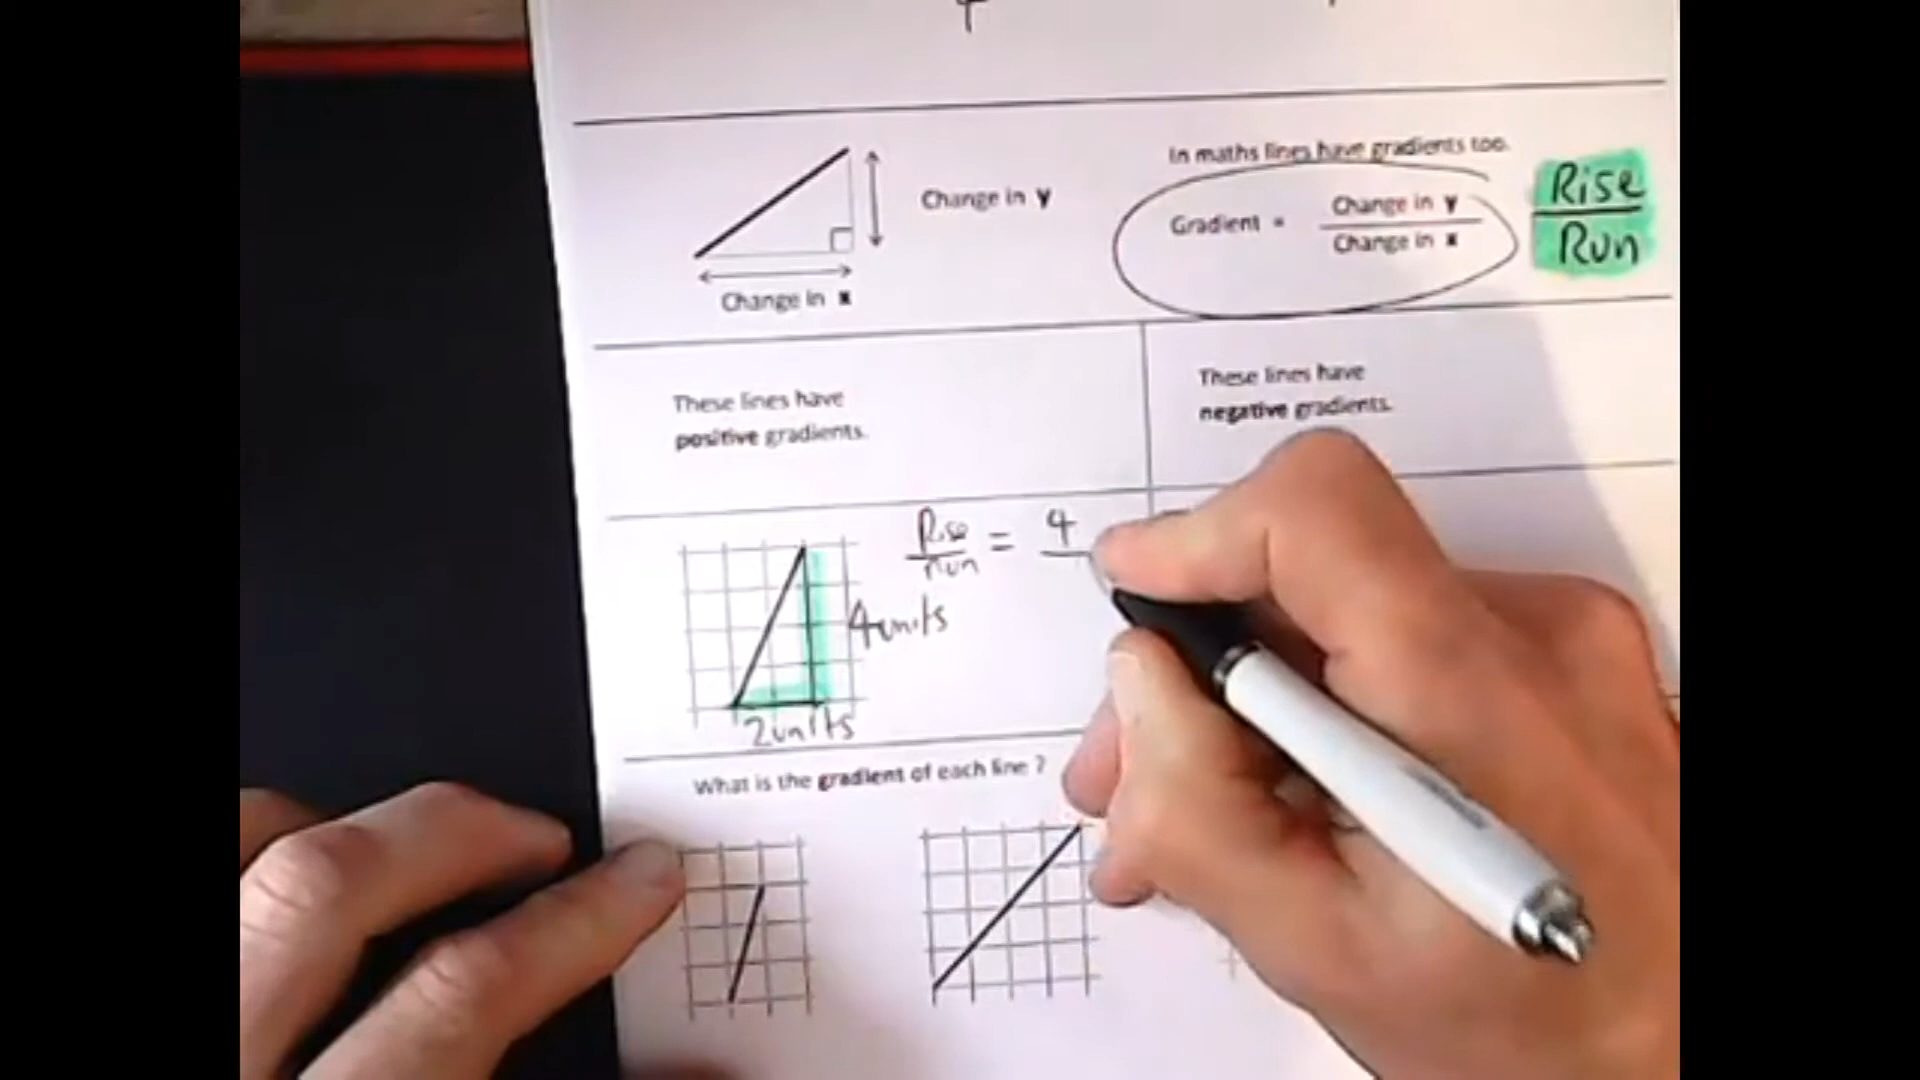 In maths lines have gradients too.
Change in y
Gradient = Change in y
Change in x
Rise
Run
Change in x
These lines have
positive gradients.
These lines have
negative gradients.
Rise = 4
run
4units
2units
What is the gradient of each line ?